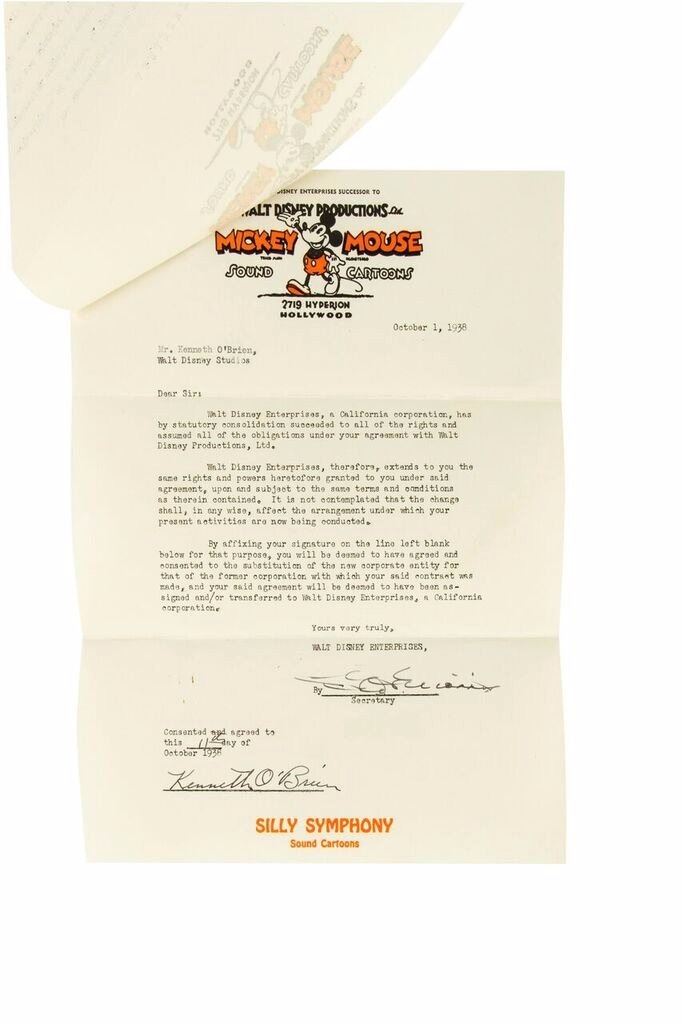 DISNEY ENTERPRISES SUCCESSOR TO
WALT DISNEY PRODUCTIONS Ltd.
MICKEY MOUSE
TRADE MARK REGISTERED
SOUND CARTOONS
2719 HYPERION
HOLLYWOOD
October 1, 1938
Mr. Kenneth O'Brien,
Walt Disney Studios
Dear Sir:
Walt Disney Enterprises, a California corporation, has
by statutory consolidation succeeded to all of the rights and
assumed all of the obligations under your agreement with Walt
Disney Productions, Ltd.
Walt Disney Enterprises, therefore, extends to you the
same rights and powers heretofore granted to you under said
agreement, upon and subject to the same terms and conditions
as therein contained. It is not contemplated that the change
shall, in any wise, affect the arrangement under which your
present activities are now being conducted.
By affixing your signature on the line left blank
below for that purpose, you will be deemed to have agreed and
consented to the substitution of the new corporate entity for
that of the former corporation with which your said contract was
made, and your said agreement will be deemed to have been as-
signed and/or transferred to Walt Disney Enterprises, a California
corporation.
Yours very truly,
WALT DISNEY ENTERPRISES,
By
Secretary
Consented and agreed to
this 11th day of
October 1938
Kenneth O'Brien
SILLY SYMPHONY
Sound Cartoons